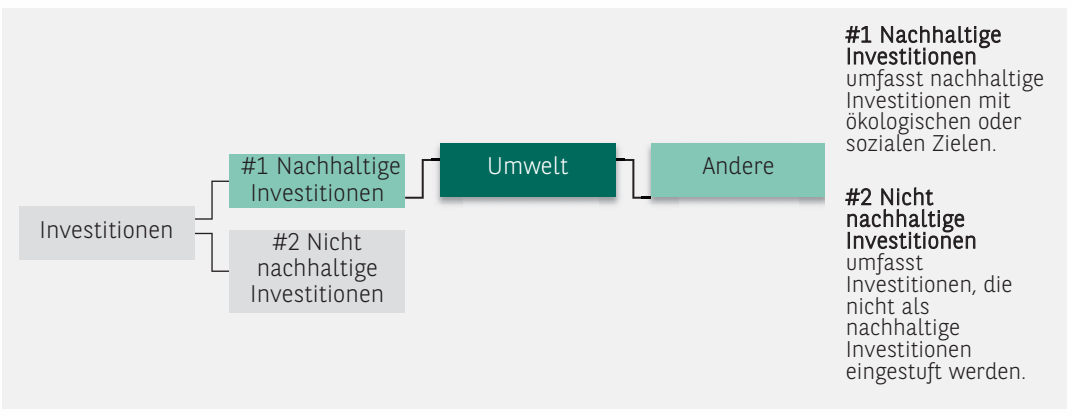 Investitionen
#1 Nachhaltige
Investitionen
#2 Nicht
nachhaltige
Investitionen
Umwelt
Andere
#1 Nachhaltige
Investitionen
umfasst nachhaltige
Investitionen mit
ökologischen oder
sozialen Zielen.
#2 Nicht
nachhaltige
Investitionen
umfasst
Investitionen, die
nicht als
nachhaltige
Investitionen
eingestuft werden.